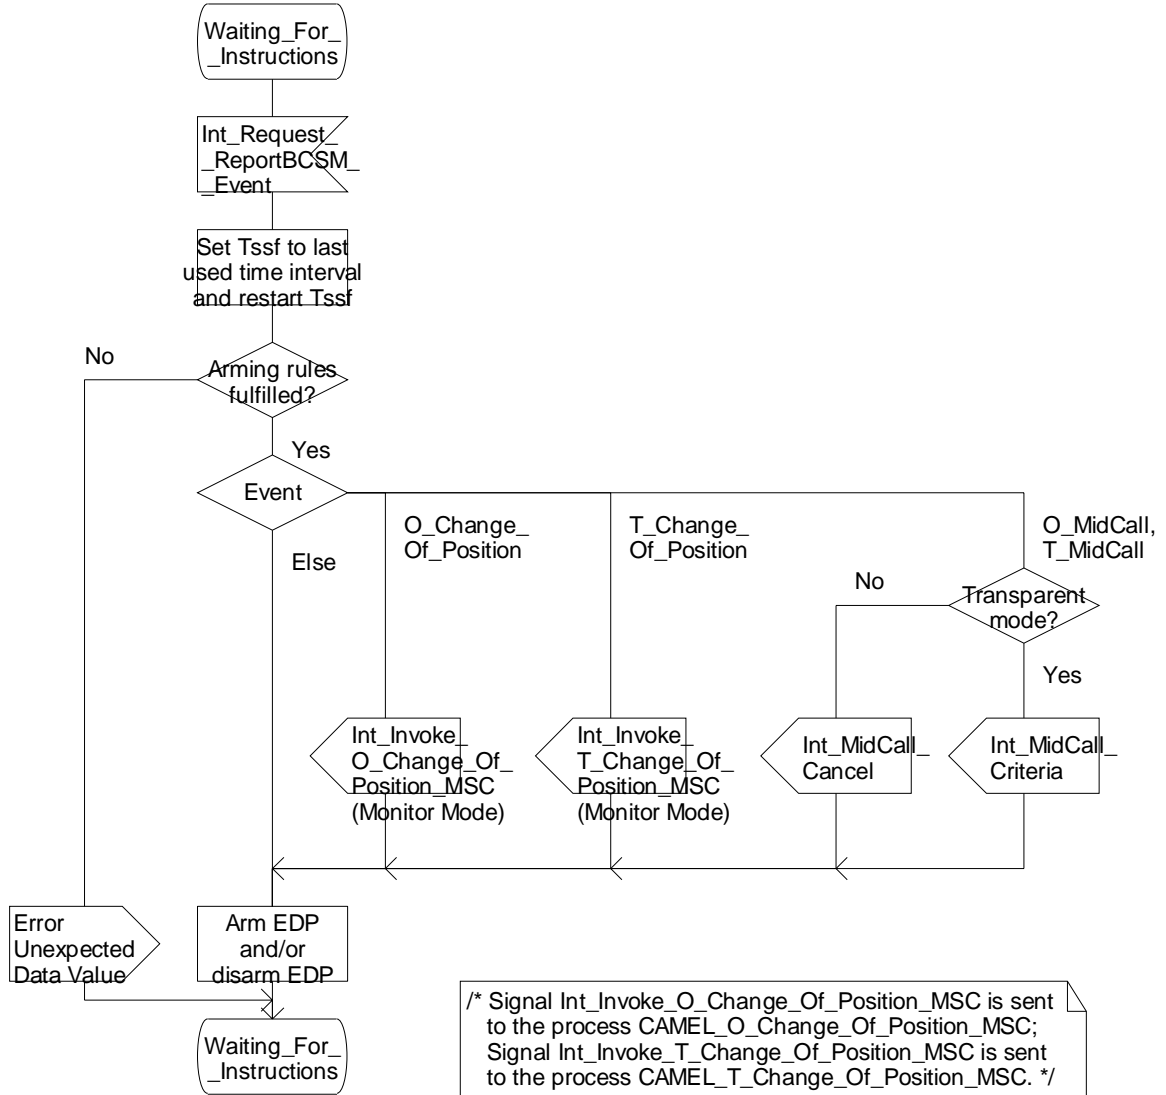 Waiting_For_
_Instructions
Int_Request_
_ReportBCSM_
_Event
Set Tssf to last
used time interval
and restart Tssf
No
Arming rules
fulfilled?
Yes
Event
Else
O_Change_
Of_Position
T_Change_
Of_Position
O_MidCall,
T_MidCall
No
Transparent
mode?
Yes
Int_Invoke_
O_Change_Of_
Position_MSC
(Monitor Mode)
Int_Invoke_
T_Change_Of_
Position_MSC
(Monitor Mode)
Int_MidCall_
Cancel
Int_MidCall_
Criteria
Error
Unexpected
Data Value
Arm EDP
and/or
disarm EDP
Waiting_For_
_Instructions
/* Signal Int_Invoke_O_Change_Of_Position_MSC is sent
to the process CAMEL_O_Change_Of_Position_MSC;
Signal Int_Invoke_T_Change_Of_Position_MSC is sent
to the process CAMEL_T_Change_Of_Position_MSC. */